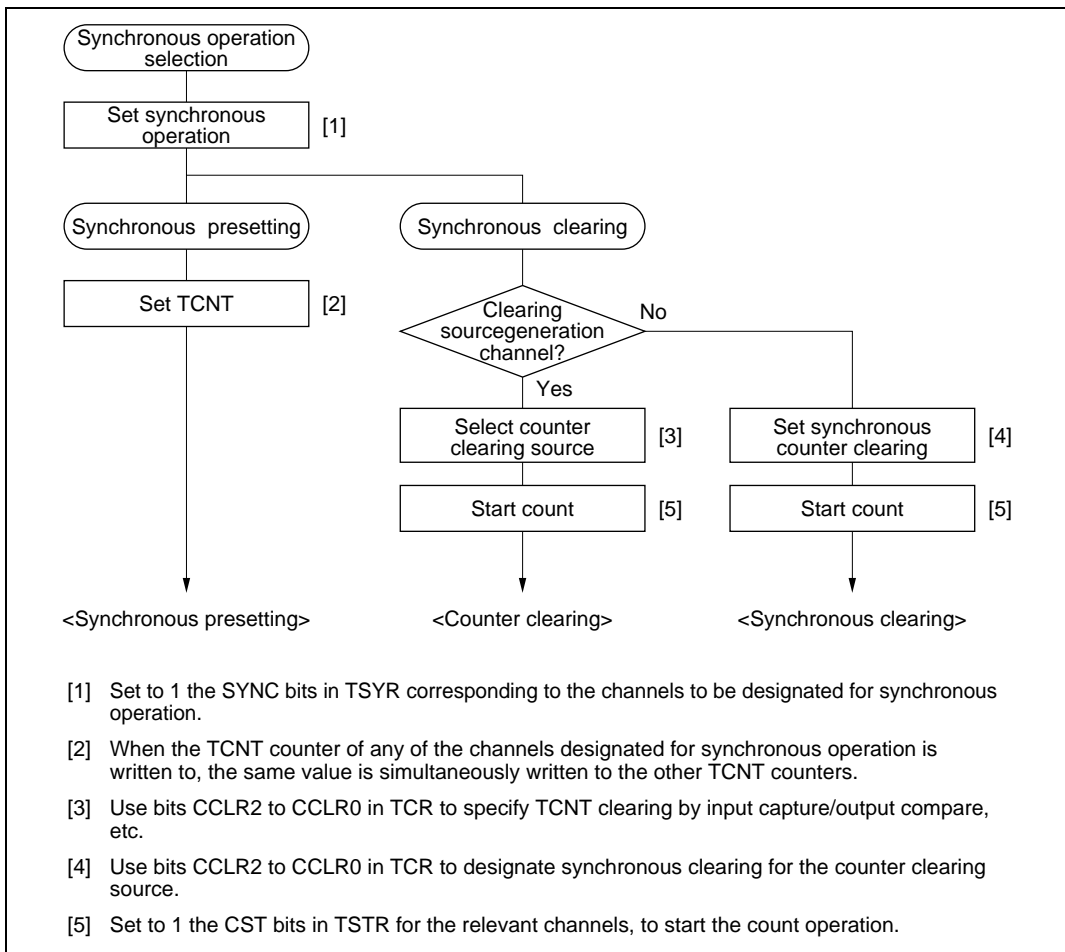 Synchronous operation
selection
Set synchronous
operation
[1]
Synchronous presetting
Synchronous clearing
Set TCNT
[2]
Clearing
sourcegeneration
channel?
No
Yes
Select counter
clearing source
[3]
Set synchronous
counter clearing
[4]
Start count
[5]
Start count
[5]
<Synchronous presetting>
<Counter clearing>
<Synchronous clearing>
[1] Set to 1 the SYNC bits in TSYR corresponding to the channels to be designated for synchronous
operation.
[2] When the TCNT counter of any of the channels designated for synchronous operation is
written to, the same value is simultaneously written to the other TCNT counters.
[3] Use bits CCLR2 to CCLR0 in TCR to specify TCNT clearing by input capture/output compare,
etc.
[4] Use bits CCLR2 to CCLR0 in TCR to designate synchronous clearing for the counter clearing
source.
[5] Set to 1 the CST bits in TSTR for the relevant channels, to start the count operation.